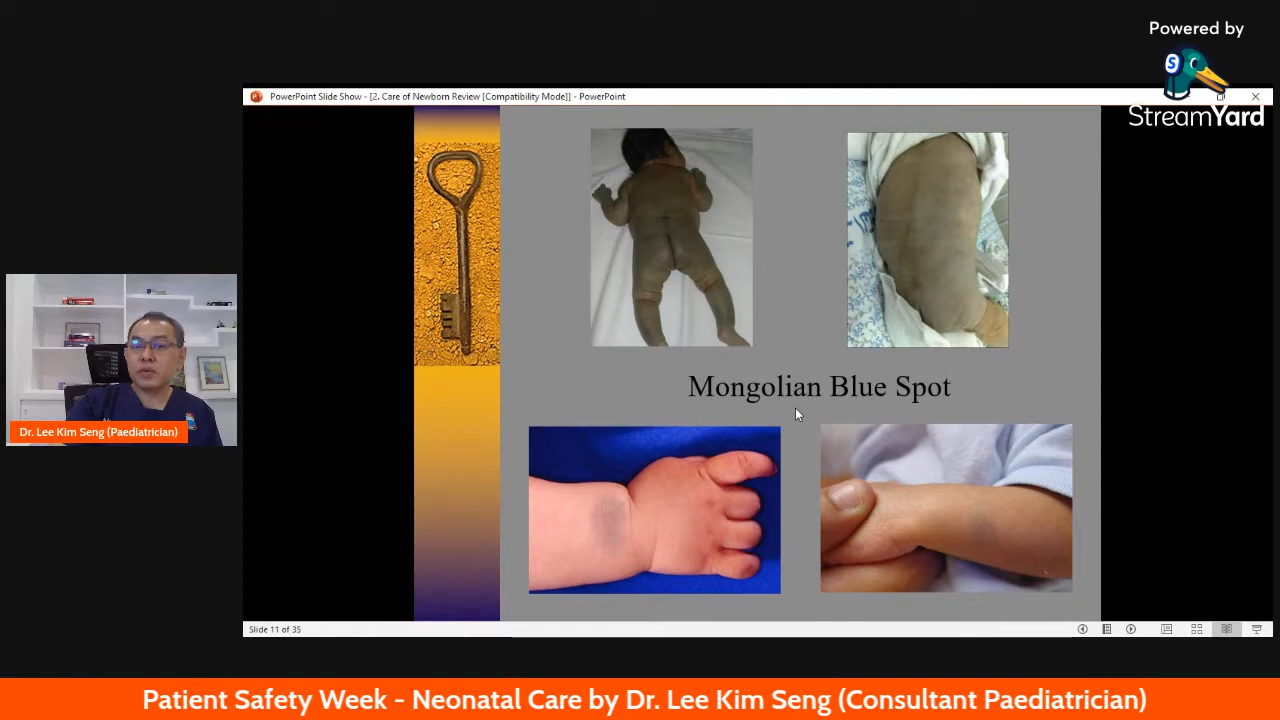 Powered by
S
StreamYard
PowerPoint Slide Show - [2. Care of Newborn Review [Compatibility Mode]] - PowerPoint
Mongolian Blue Spot
Dr. Lee Kim Seng (Paediatrician)
Slide 11 of 35
Patient Safety Week - Neonatal Care by Dr. Lee Kim Seng (Consultant Paediatrician)